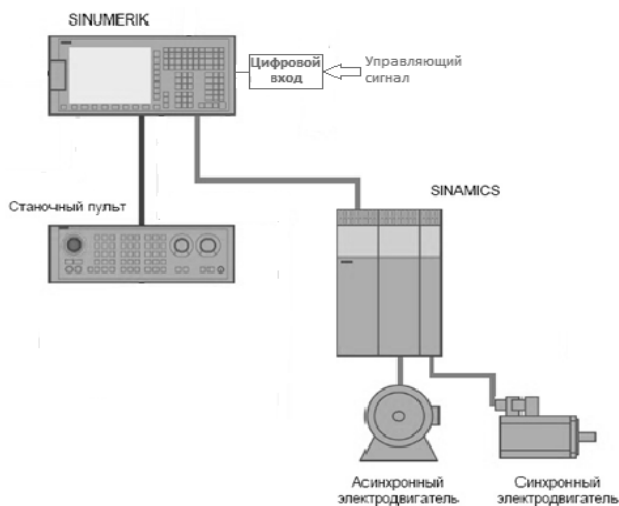 SINUMERIK
Цифровой
вход
Управляющий
сигнал
Станочный пульт
SINAMICS
Асинхронный
электродвигатель
Синхронный
электродвигатель